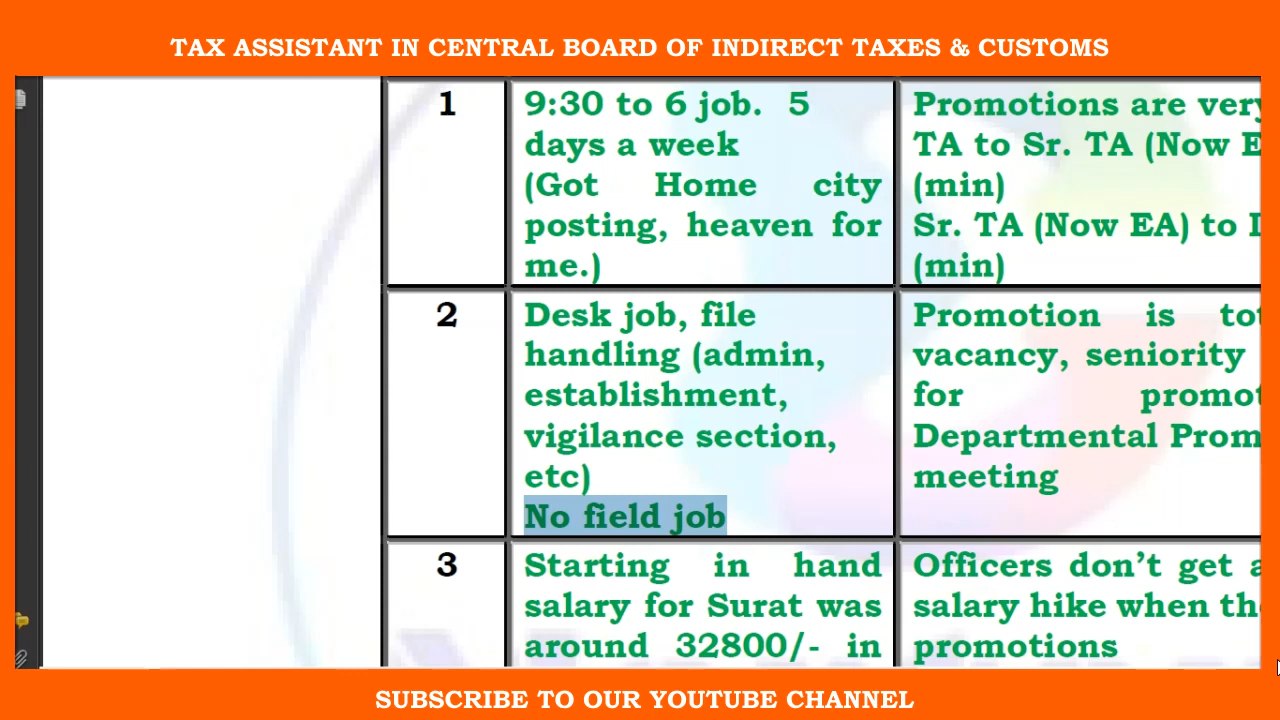 TAX ASSISTANT IN CENTRAL BOARD OF INDIRECT TAXES & CUSTOMS
1
9:30 to 6 job. 5
days a week
(Got Home city
posting, heaven for
me.)
Promotions are very
TA to Sr. TA (Now
(min)
Sr. TA (Now EA) to
(min)
2
Desk job, file
handling (admin,
establishment,
vigilance section,
etc)
No field job
Promotion is
vacancy, seniority
for
Departmental
meeting
3
Starting in hand
salary for Surat was
around 32800/- in
Officers don't get
salary hike when
promotions
SUBSCRIBE TO OUR YOUTUBE CHANNEL